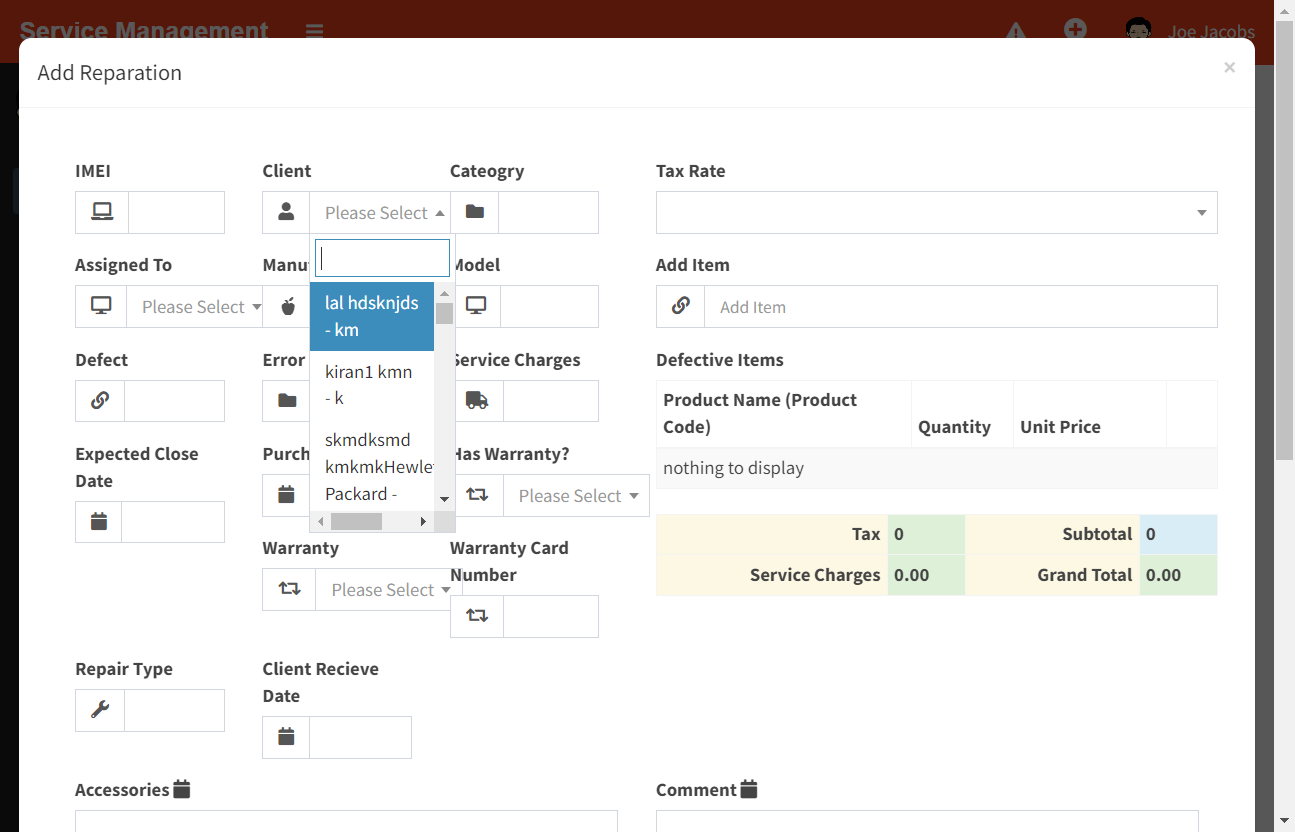 Service Management
Joe Jacobs
Add Reparation
×
IMEI
Client
Cateogry
Tax Rate
Please Select
Assigned To
Model
Add Item
Please Select
Add Item
lal hdsknjds
- km
kiran1 kmn
- k
skmdksmd
Packard -
Defect
Error
Service Charges
Defective Items
Product Name (Product
Code)
Quantity
Unit Price
nothing to display
Expected Close
Date
Has Warranty?
Please Select
Tax
0
Subtotal
0
Service Charges
0.00
Grand Total
0.00
Warranty
Warranty Card
Number
Please Select
Repair Type
Client Recieve
Date
Accessories
Comment